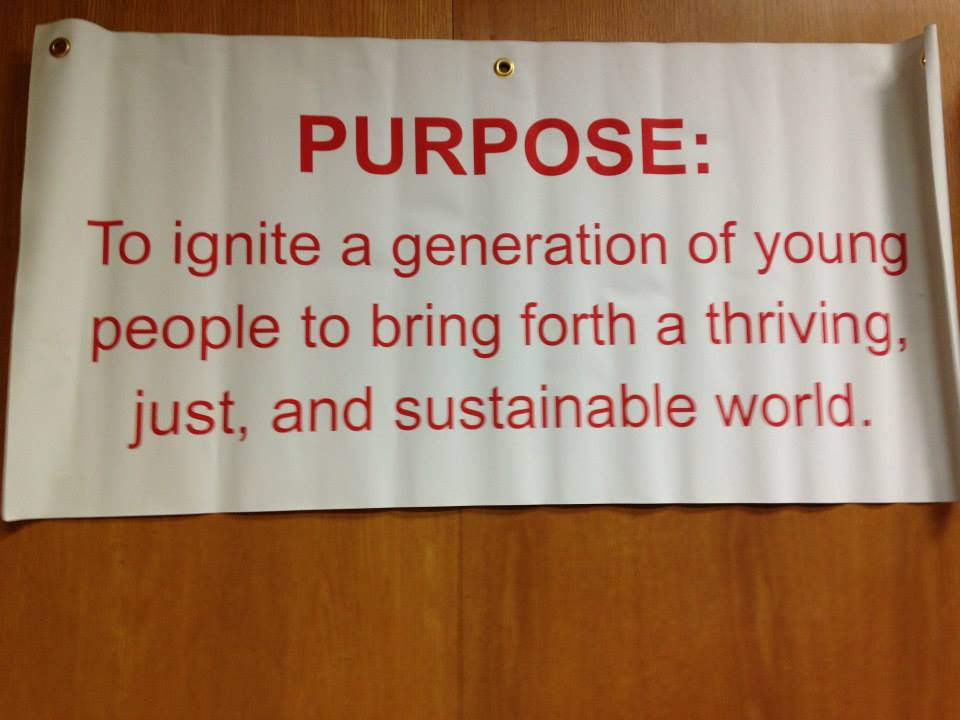 PURPOSE:
To ignite a generation of young
people to bring forth a thriving,
just, and sustainable world.